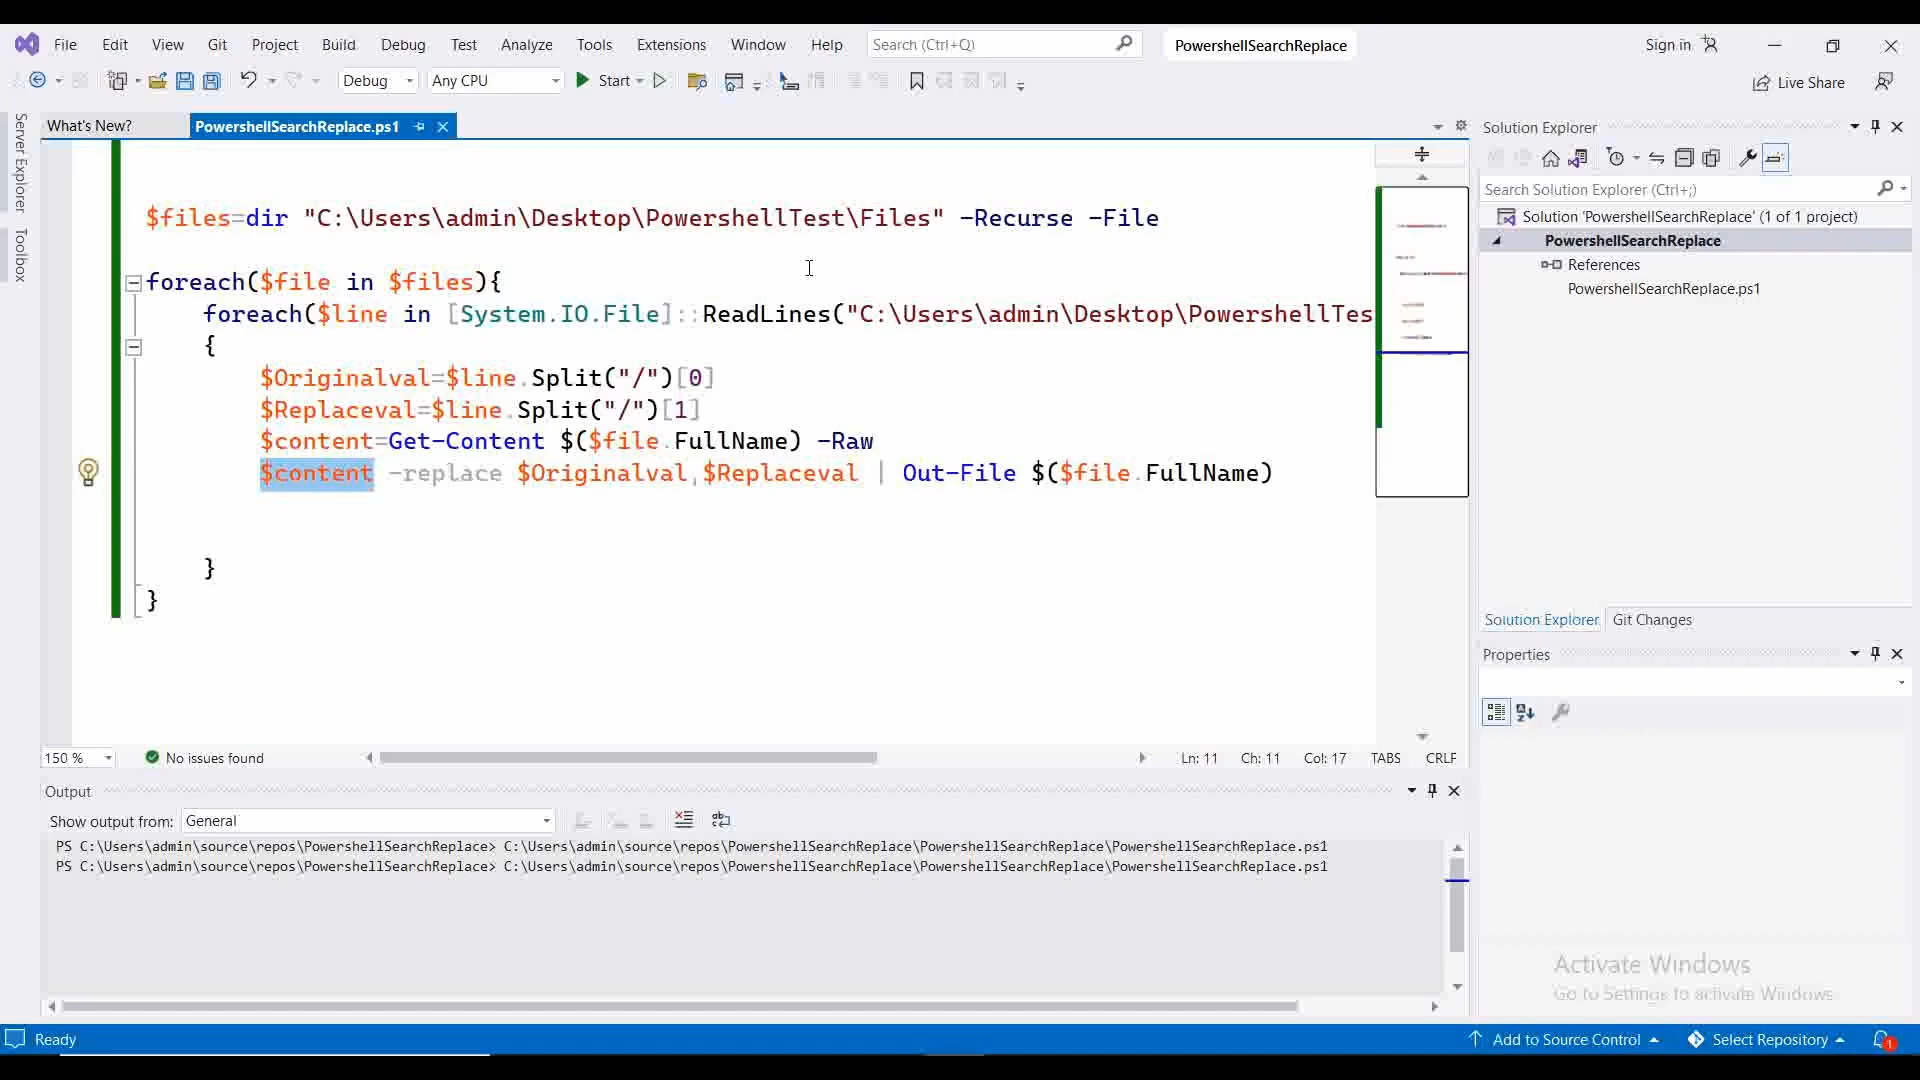 File Edit View Git Project Build Debug Test Analyze Tools Extensions Window Help Search (Ctrl+Q) PowershellSearchReplace Sign in
Debug Any CPU Start Live Share
Server Explorer
Toolbox
What's New? PowershellSearchReplace.ps1
$files=dir "C:\Users\admin\Desktop\PowershellTest\Files" -Recurse -File
foreach($file in $files){
foreach($line in [System.IO.File]::ReadLines("C:\Users\admin\Desktop\PowershellTes
{
$Originalval=$line.Split("/")[0]
$Replaceval=$line.Split("/")[1]
$content=Get-Content $($file.FullName) -Raw
$content -replace $Originalval,$Replaceval | Out-File $($file.FullName)
}
}
150 % No issues found Ln: 11 Ch: 11 Col: 17 TABS CRLF
Output
Show output from: General
PS C:\Users\admin\source\repos\PowershellSearchReplace> C:\Users\admin\source\repos\PowershellSearchReplace\PowershellSearchReplace\PowershellSearchReplace.ps1
PS C:\Users\admin\source\repos\PowershellSearchReplace> C:\Users\admin\source\repos\PowershellSearchReplace\PowershellSearchReplace\PowershellSearchReplace.ps1
Solution Explorer
Search Solution Explorer (Ctrl+;)
Solution 'PowershellSearchReplace' (1 of 1 project)
PowershellSearchReplace
References
PowershellSearchReplace.ps1
Solution Explorer Git Changes
Properties
Activate Windows
Go to Settings to activate Windows.
Ready Add to Source Control Select Repository 1